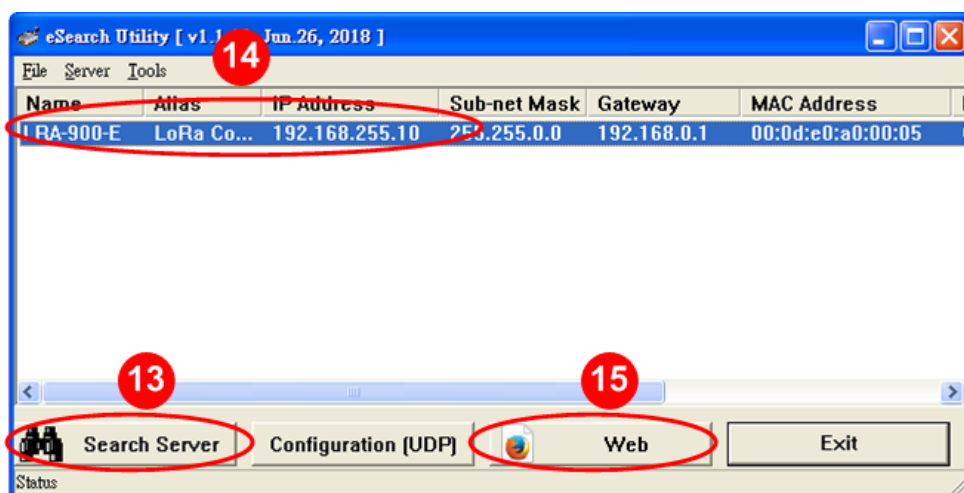 eSearch Utility [ v1.1 Jun.26, 2018 ]
14
File Server Tools
Name Alias IP Address Sub-net Mask Gateway MAC Address
LRA-900-E LoRa Co... 192.168.255.10 255.255.0.0 192.168.0.1 00:0d:e0:a0:00:05
13 15
Search Server Configuration (UDP) Web Exit
Status